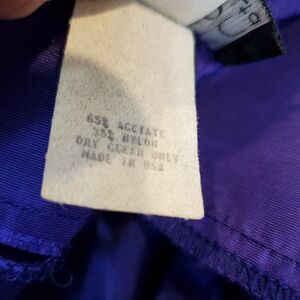 65% ACETATE
35% NYLON
DRY CLEAN ONLY
MADE IN USA